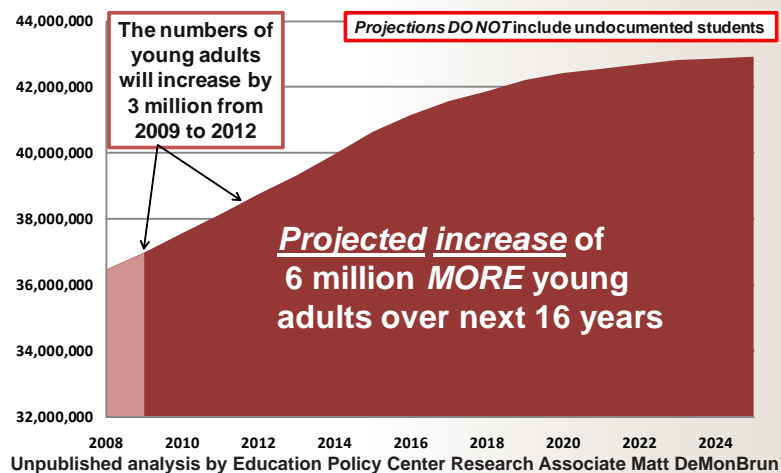 44,000,000
Projections DO NOT include undocumented students
The numbers of
young adults
will increase by
3 million from
2009 to 2012
42,000,000
40,000,000
38,000,000
Projected increase of
6 million MORE young
adults over next 16 years
36,000,000
34,000,000
32,000,000
2008 2010 2012 2014 2016 2018 2020 2022 2024
Unpublished analysis by Education Policy Center Research Associate Matt DeMonBrun